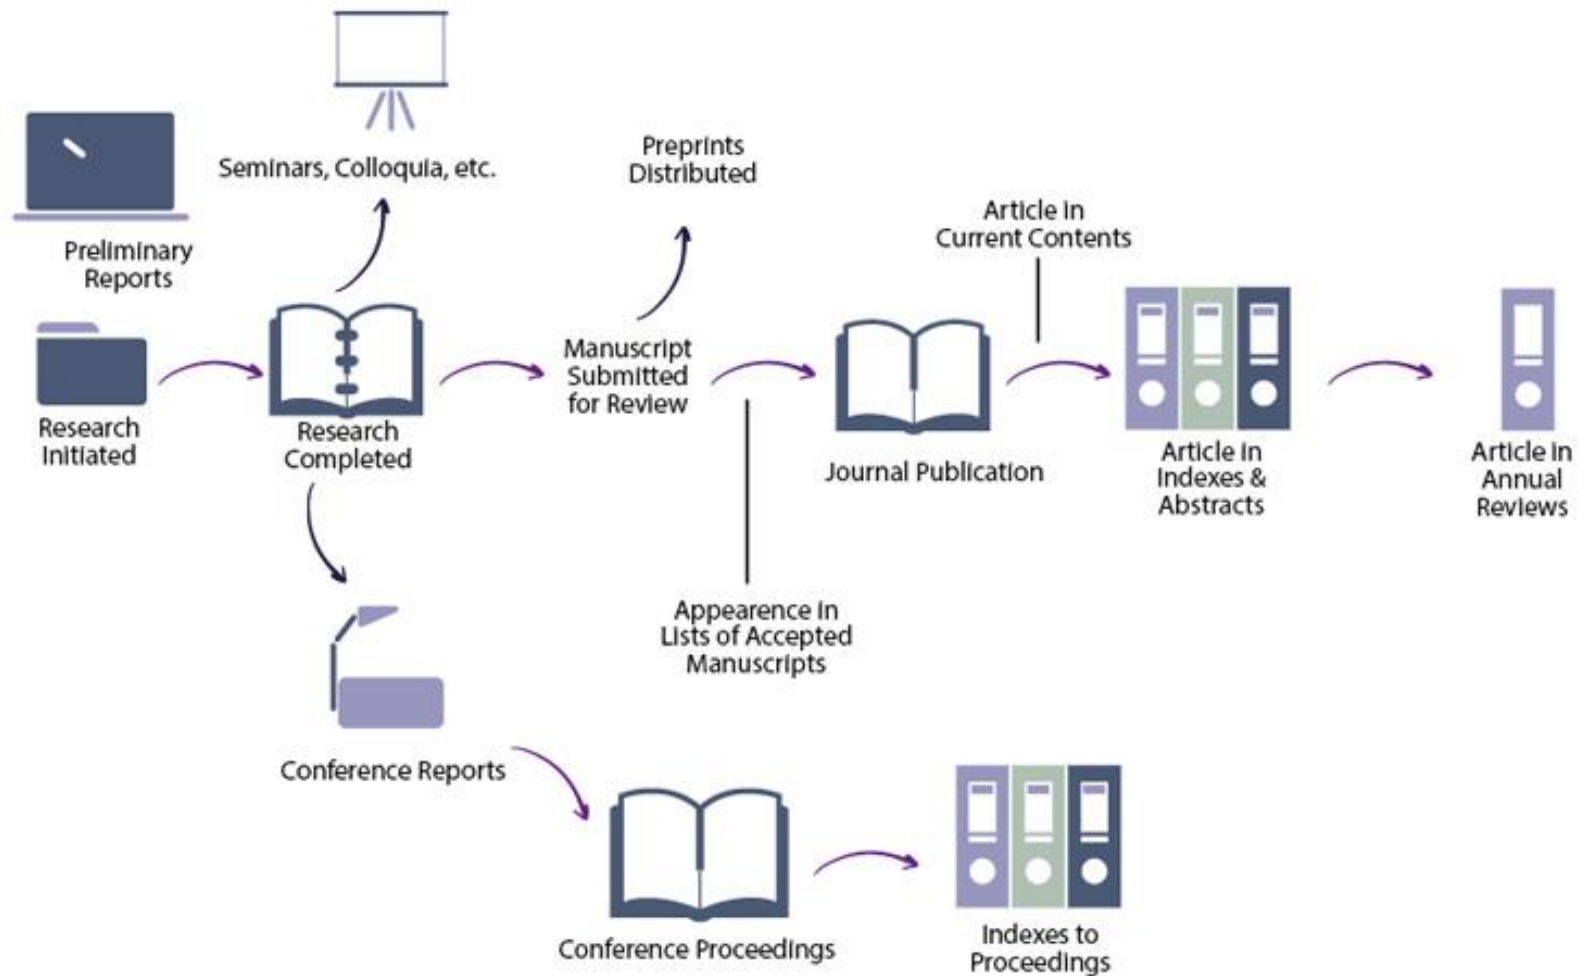 Seminars, Colloquia, etc.
Preliminary
Reports
Preprints
Distributed
Article in
Current Contents
Research
Initiated
Research
Completed
Manuscript
Submitted
for Review
Journal Publication
Article in
Indexes &
Abstracts
Article in
Annual
Reviews
Appearence in
Lists of Accepted
Manuscripts
Conference Reports
Conference Proceedings
Indexes to
Proceedings